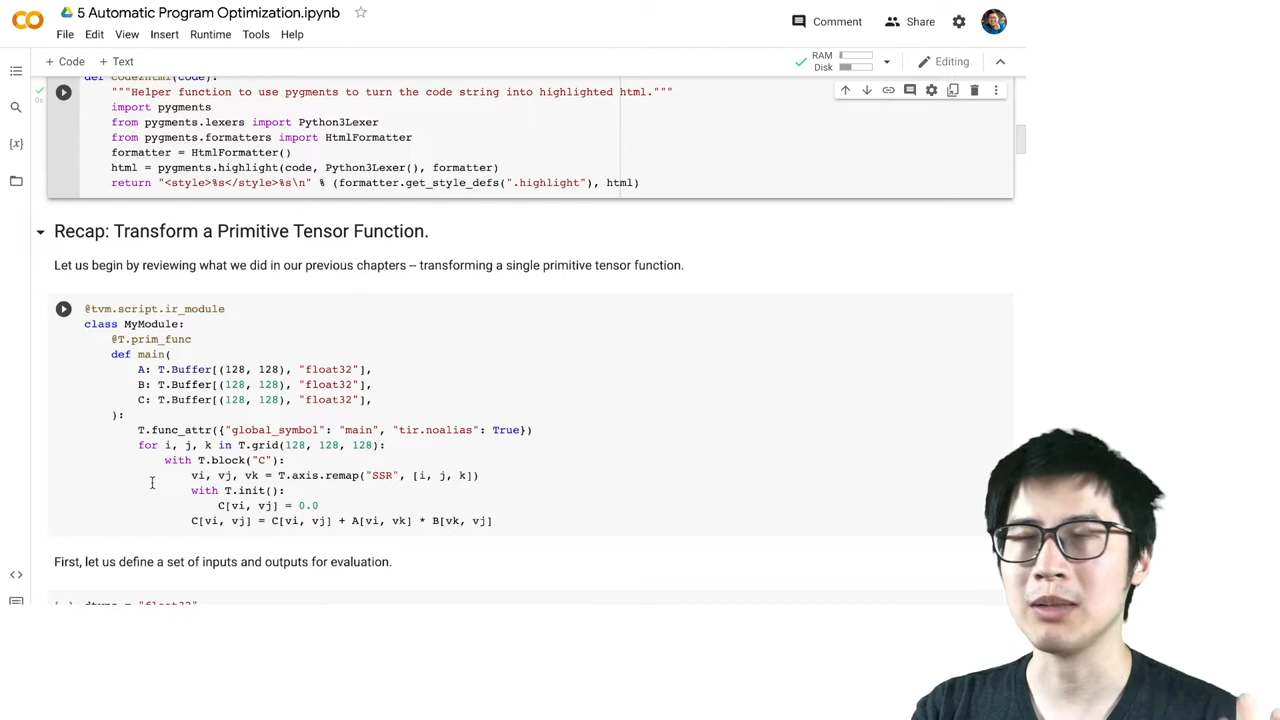 5 Automatic Program Optimization.ipynb
File Edit View Insert Runtime Tools Help
Comment Share
+ Code + Text
RAM
Disk
Editing
def code2html(code):
"""Helper function to use pygments to turn the code string into highlighted html."""
import pygments
from pygments.lexers import Python3Lexer
from pygments.formatters import HtmlFormatter
formatter = HtmlFormatter()
html = pygments.highlight(code, Python3Lexer(), formatter)
return "<style>%s</style>%s\n" % (formatter.get_style_defs(".highlight"), html)
0s
{x}
Recap: Transform a Primitive Tensor Function.
Let us begin by reviewing what we did in our previous chapters -- transforming a single primitive tensor function.
@tvm.script.ir_module
class MyModule:
@T.prim_func
def main(
A: T.Buffer[(128, 128), "float32"],
B: T.Buffer[(128, 128), "float32"],
C: T.Buffer[(128, 128), "float32"],
):
T.func_attr({"global_symbol": "main", "tir.noalias": True})
for i, j, k in T.grid(128, 128, 128):
with T.block("C"):
vi, vj, vk = T.axis.remap("SSR", [i, j, k])
with T.init():
C[vi, vj] = 0.0
C[vi, vj] = C[vi, vj] + A[vi, vk] * B[vk, vj]
First, let us define a set of inputs and outputs for evaluation.
[ ] dtype = "float32"